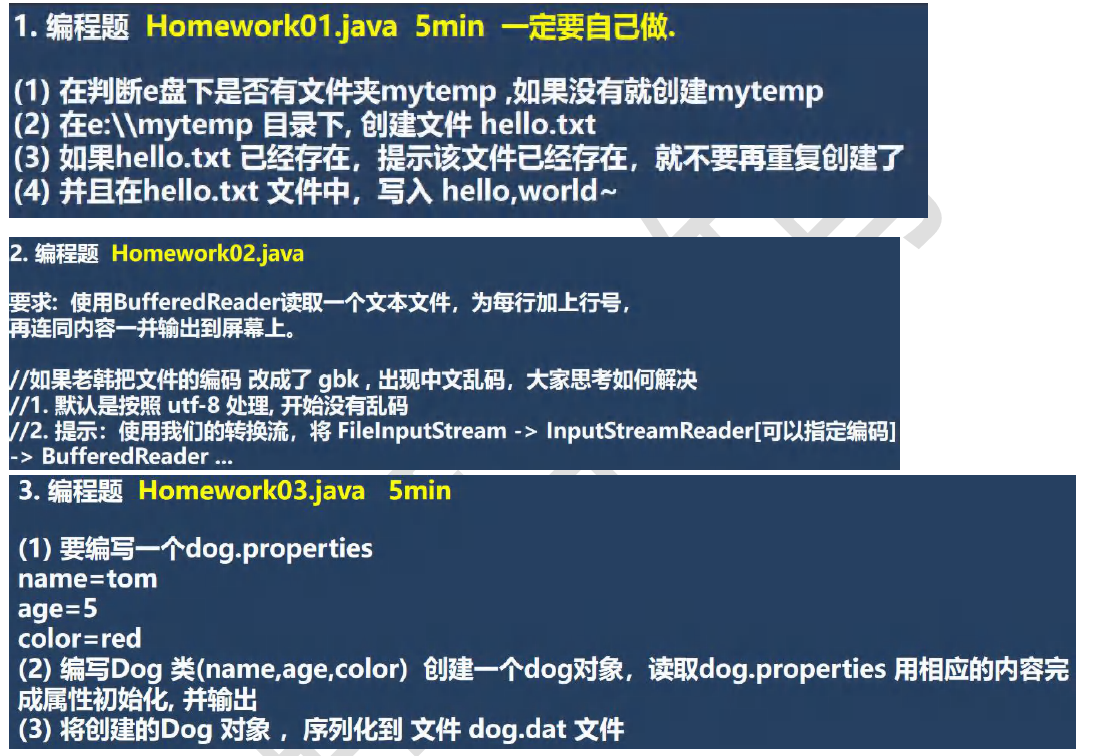 1. 编程题 Homework01.java 5min 一定要自己做.
(1) 在判断e盘下是否有文件夹mytemp ,如果没有就创建mytemp
(2) 在e:\\mytemp 目录下, 创建文件 hello.txt
(3) 如果hello.txt 已经存在，提示该文件已经存在，就不要再重复创建了
(4) 并且在hello.txt 文件中，写入 hello,world~
2. 编程题 Homework02.java
要求: 使用BufferedReader读取一个文本文件，为每行加上行号，
再连同内容一并输出到屏幕上。
//如果老韩把文件的编码 改成了 gbk , 出现中文乱码，大家思考如何解决
//1. 默认是按照 utf-8 处理, 开始没有乱码
//2. 提示：使用我们的转换流，将 FileInputStream -> InputStreamReader[可以指定编码]
-> BufferedReader ...
3. 编程题 Homework03.java 5min
(1) 要编写一个dog.properties
name=tom
age=5
color=red
(2) 编写Dog 类(name,age,color) 创建一个dog对象，读取dog.properties 用相应的内容完
成属性初始化, 并输出
(3) 将创建的Dog 对象 ，序列化到 文件 dog.dat 文件